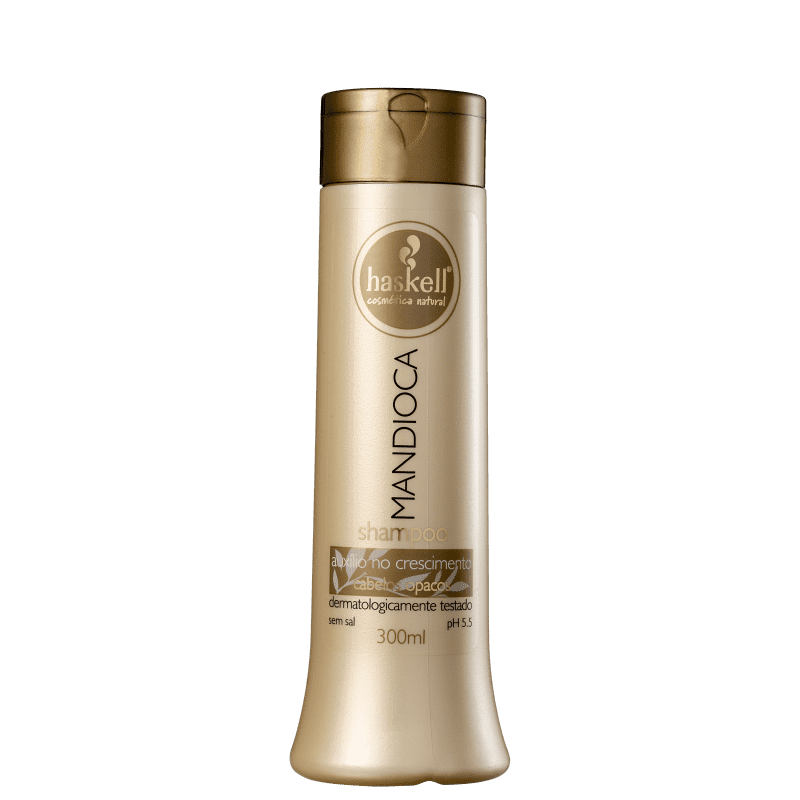 haskell®
cosmética natural
MANDIOCA
shampoo
auxílio no crescimento
cabelos opacos
dermatologicamente testado
sem sal
pH 5.5
300ml